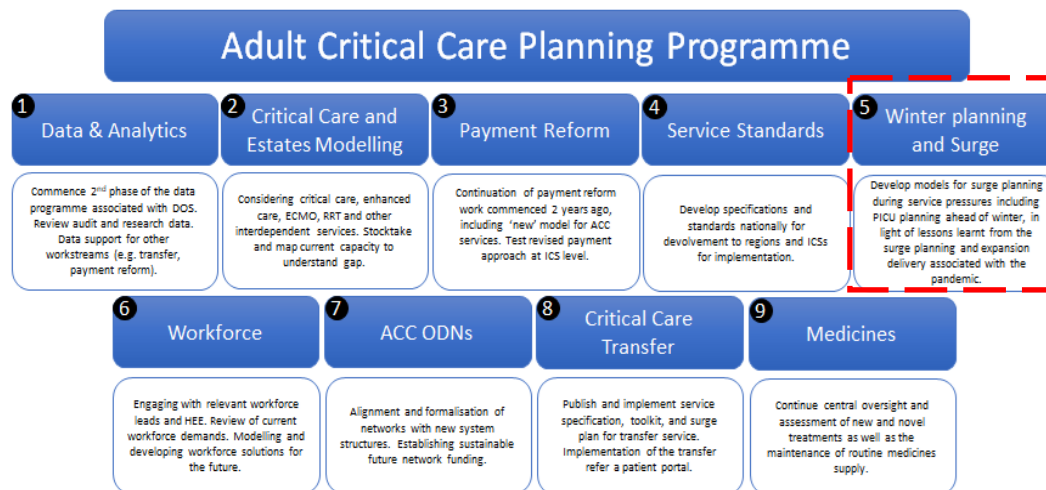 Adult Critical Care Planning Programme
1
Data & Analytics
Commence 2nd phase of the data
programme associated with DOS.
Review audit and research data.
Data support for other
workstreams (e.g. transfer,
payment reform).
2
Critical Care and
Estates Modelling
Considering critical care, enhanced
care, ECMO, RRT and other
interdependent services. Stocktake
and map current capacity to
understand gap.
3
Payment Reform
Continuation of payment reform
work commenced 2 years ago,
including 'new' model for ACC
services. Test revised payment
approach at ICS level.
4
Service Standards
Develop specifications and
standards nationally for
devolvement to regions and ICSs
for implementation.
5
Winter planning
and Surge
Develop models for surge planning
during service pressures including
PICU planning ahead of winter, in
light of lessons learnt from the
surge planning and expansion
delivery associated with the
pandemic.
6
Workforce
Engaging with relevant workforce
leads and HEE. Review of current
workforce demands. Modelling and
developing workforce solutions for
the future.
7
ACC ODNs
Alignment and formalisation of
networks with new system
structures. Establishing sustainable
future network funding.
8
Critical Care
Transfer
Publish and implement service
specification, toolkit, and surge
plan for transfer service.
Implementation of the transfer
refer a patient portal.
9
Medicines
Continue central oversight and
assessment of new and novel
treatments as well as the
maintenance of routine medicines
supply.